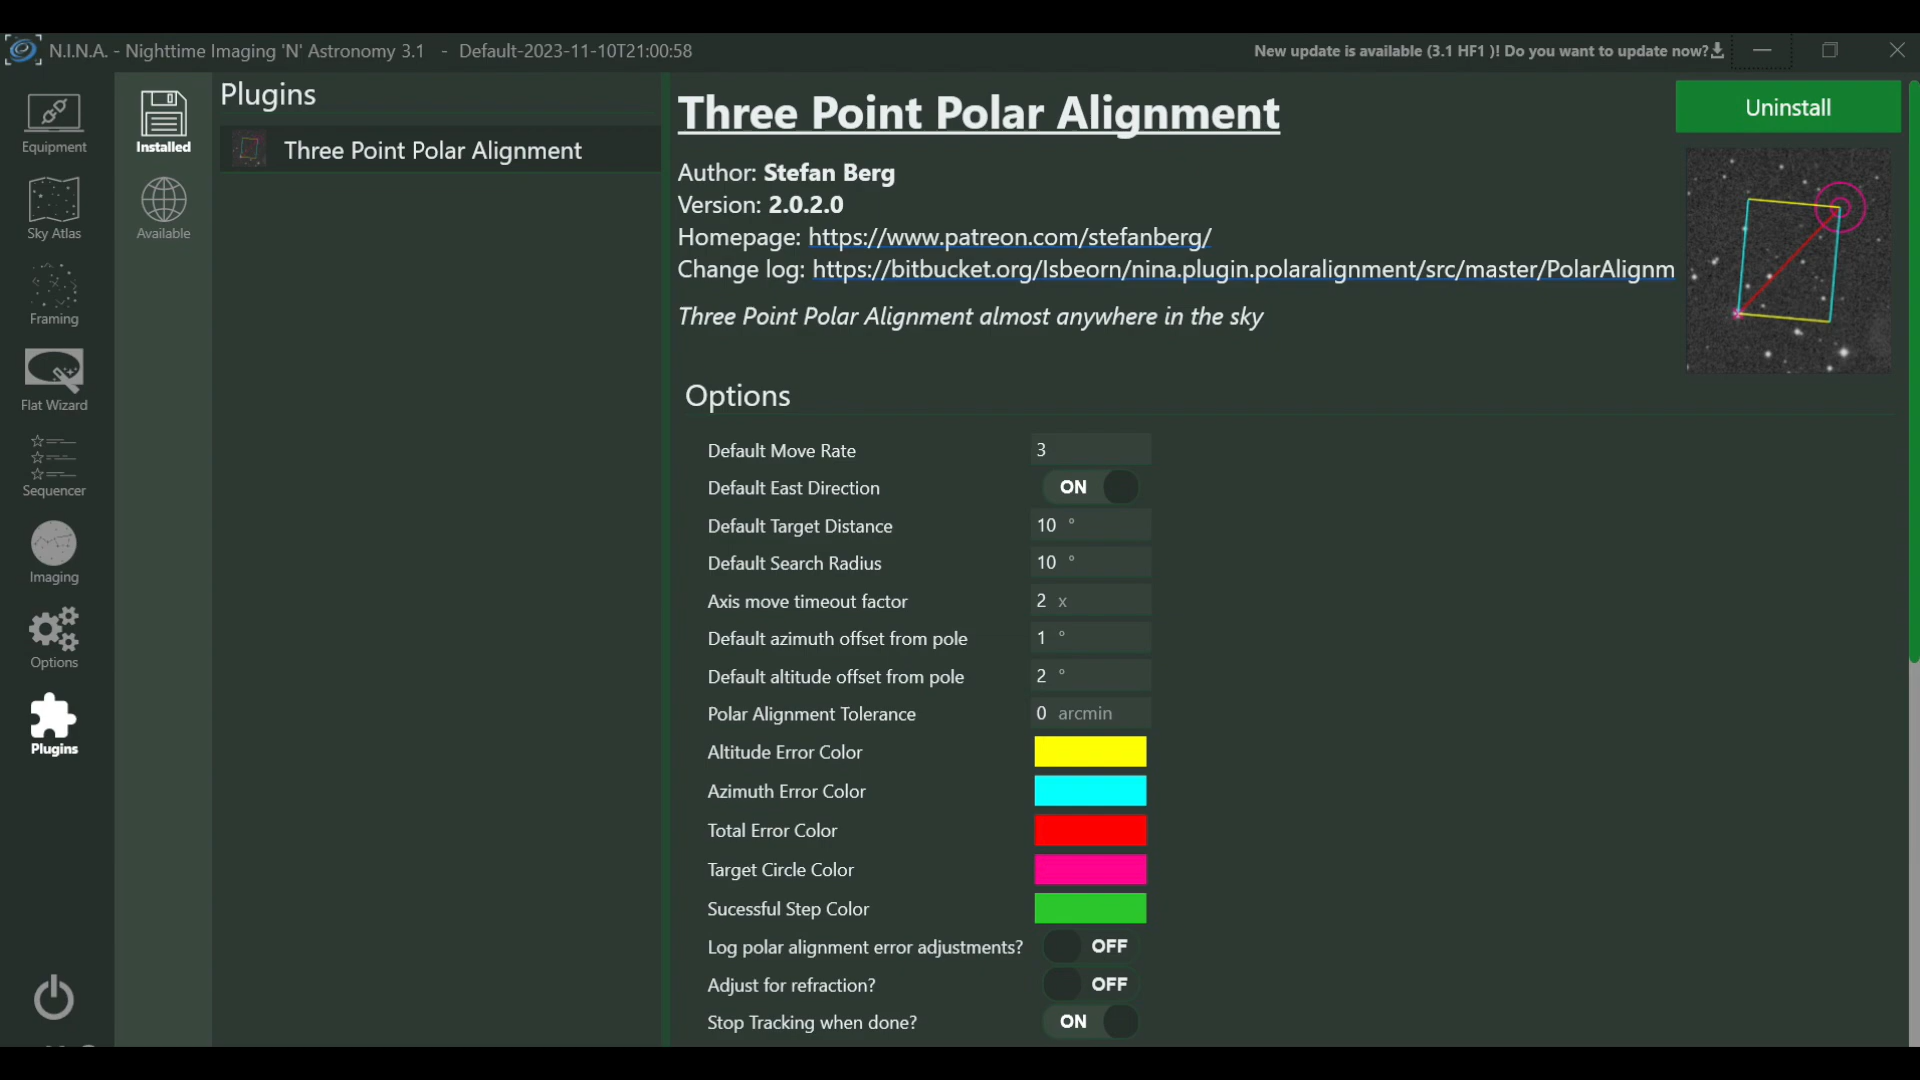 N.I.N.A. - Nighttime Imaging 'N' Astronomy 3.1 - Default-2023-11-10T21:00:58
New update is available (3.1 HF1 )! Do you want to update now?
Equipment
Sky Atlas
Framing
Flat Wizard
Sequencer
Imaging
Options
Plugins
Installed
Available
Plugins
Three Point Polar Alignment
Three Point Polar Alignment
Uninstall
Author: Stefan Berg
Version: 2.0.2.0
Homepage: https://www.patreon.com/stefanberg/
Change log: https://bitbucket.org/Isbeorn/nina.plugin.polaralignment/src/master/PolarAlignm
Three Point Polar Alignment almost anywhere in the sky
Options
Default Move Rate 3
Default East Direction ON
Default Target Distance 10 °
Default Search Radius 10 °
Axis move timeout factor 2 x
Default azimuth offset from pole 1 °
Default altitude offset from pole 2 °
Polar Alignment Tolerance 0 arcmin
Altitude Error Color
Azimuth Error Color
Total Error Color
Target Circle Color
Sucessful Step Color
Log polar alignment error adjustments? OFF
Adjust for refraction? OFF
Stop Tracking when done? ON